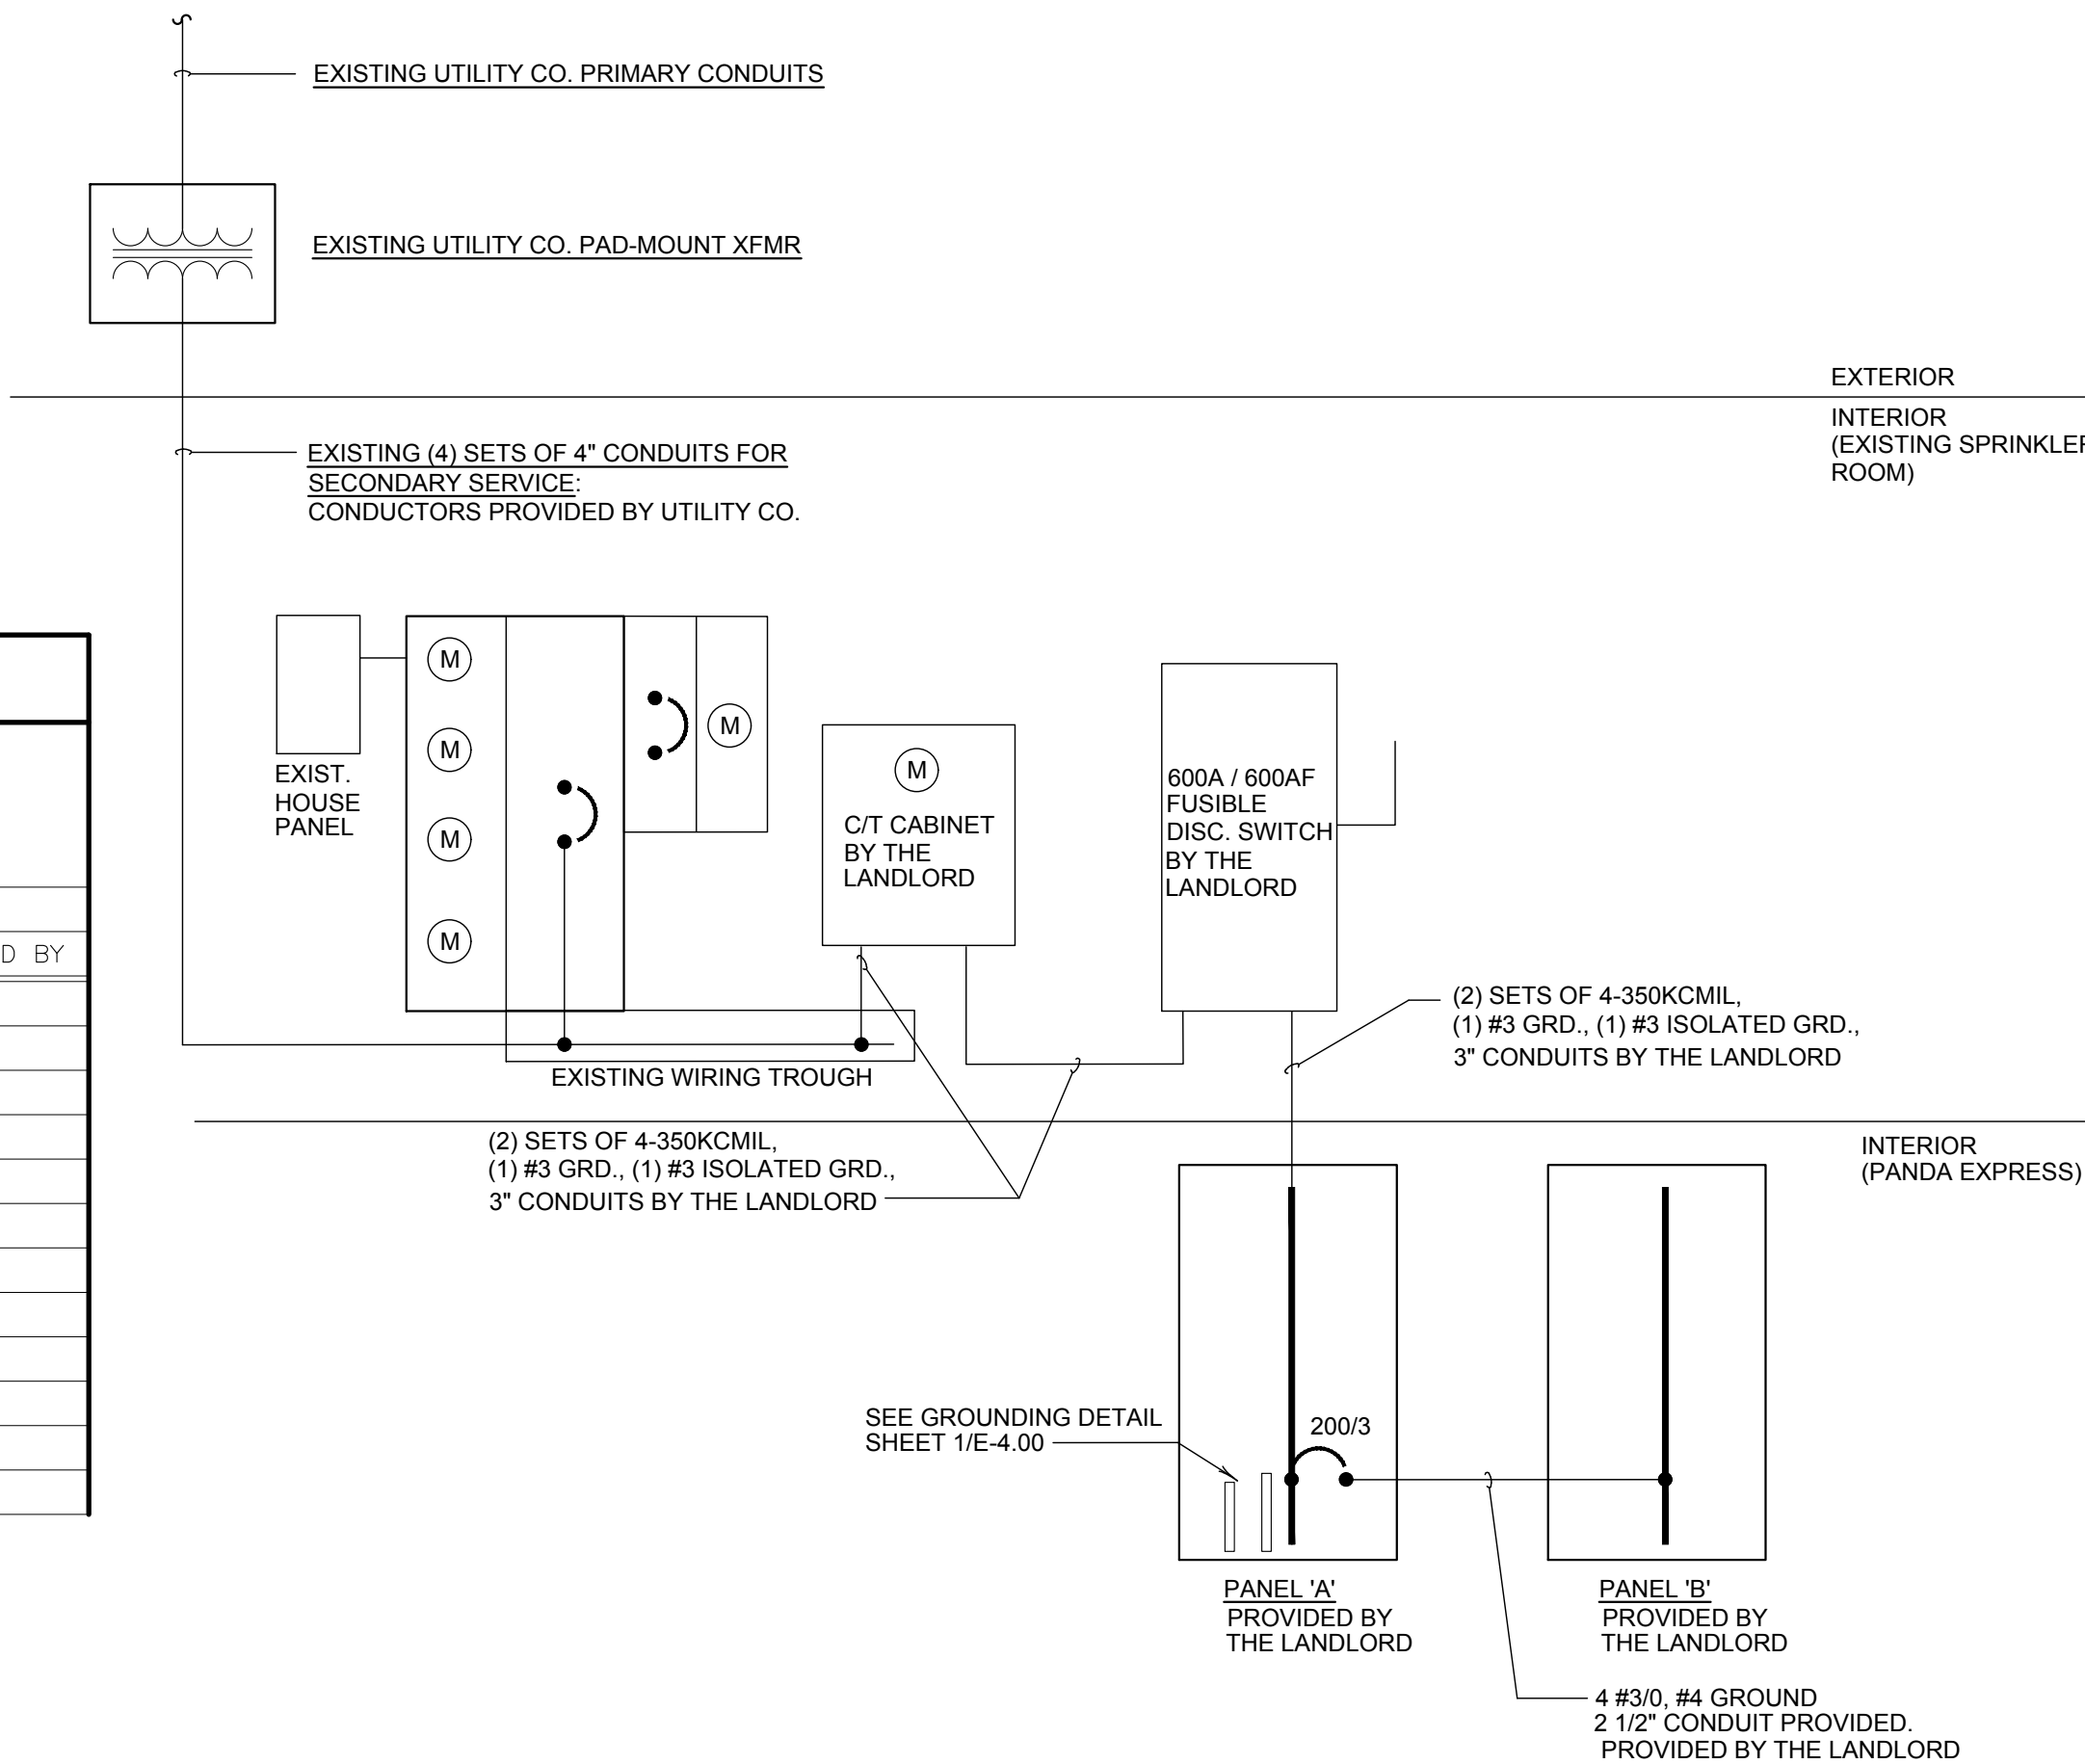 EXISTING UTILITY CO. PRIMARY CONDUITS
EXISTING UTILITY CO. PAD-MOUNT XFMR
EXTERIOR
INTERIOR
(EXISTING SPRINKLER
ROOM)
EXISTING (4) SETS OF 4" CONDUITS FOR
SECONDARY SERVICE:
CONDUCTORS PROVIDED BY UTILITY CO.
M
M
M
M
M
EXIST.
HOUSE
PANEL
M
C/T CABINET
BY THE
LANDLORD
600A / 600AF
FUSIBLE
DISC. SWITCH
BY THE
LANDLORD
D BY
(2) SETS OF 4-350KCMIL,
(1) #3 GRD., (1) #3 ISOLATED GRD.,
3" CONDUITS BY THE LANDLORD
EXISTING WIRING TROUGH
(2) SETS OF 4-350KCMIL,
(1) #3 GRD., (1) #3 ISOLATED GRD.,
3" CONDUITS BY THE LANDLORD
INTERIOR
(PANDA EXPRESS)
SEE GROUNDING DETAIL
SHEET 1/E-4.00
200/3
PANEL 'A'
PROVIDED BY
THE LANDLORD
PANEL 'B'
PROVIDED BY
THE LANDLORD
4 #3/0, #4 GROUND
2 1/2" CONDUIT PROVIDED.
PROVIDED BY THE LANDLORD